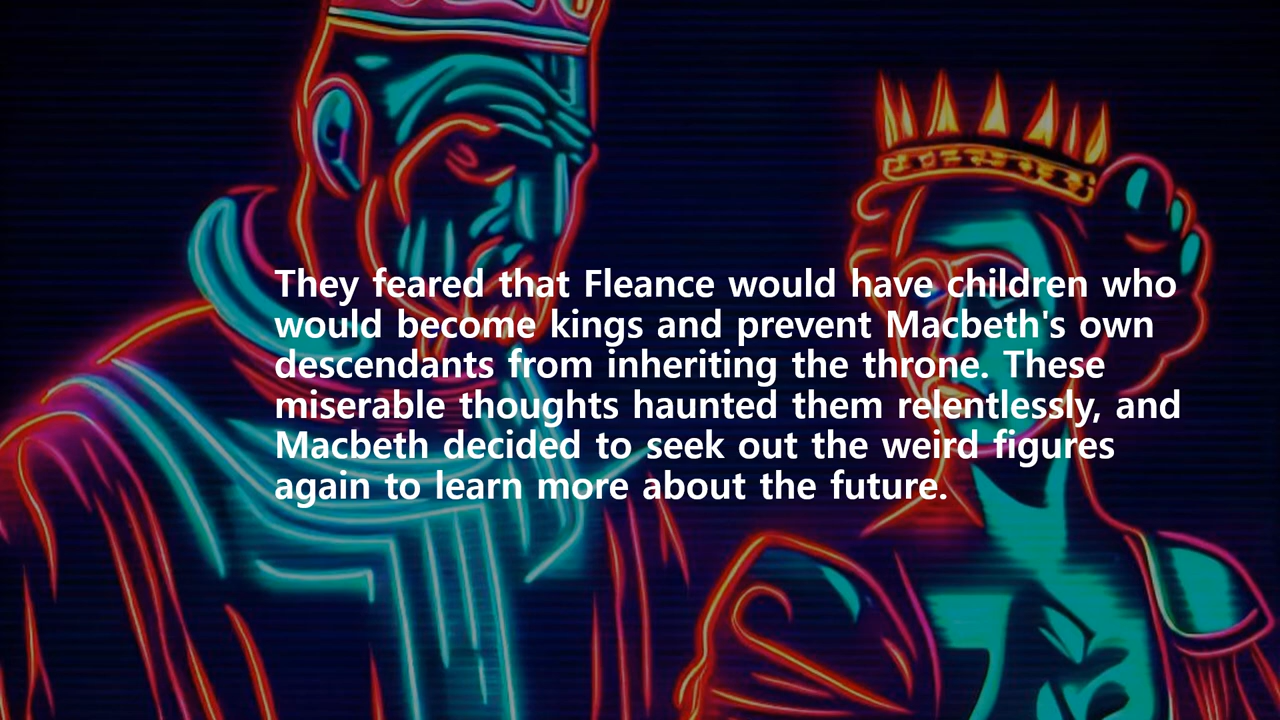 They feared that Fleance would have children who
would become kings and prevent Macbeth's own
descendants from inheriting the throne. These
miserable thoughts haunted them relentlessly, and
Macbeth decided to seek out the weird figures
again to learn more about the future.